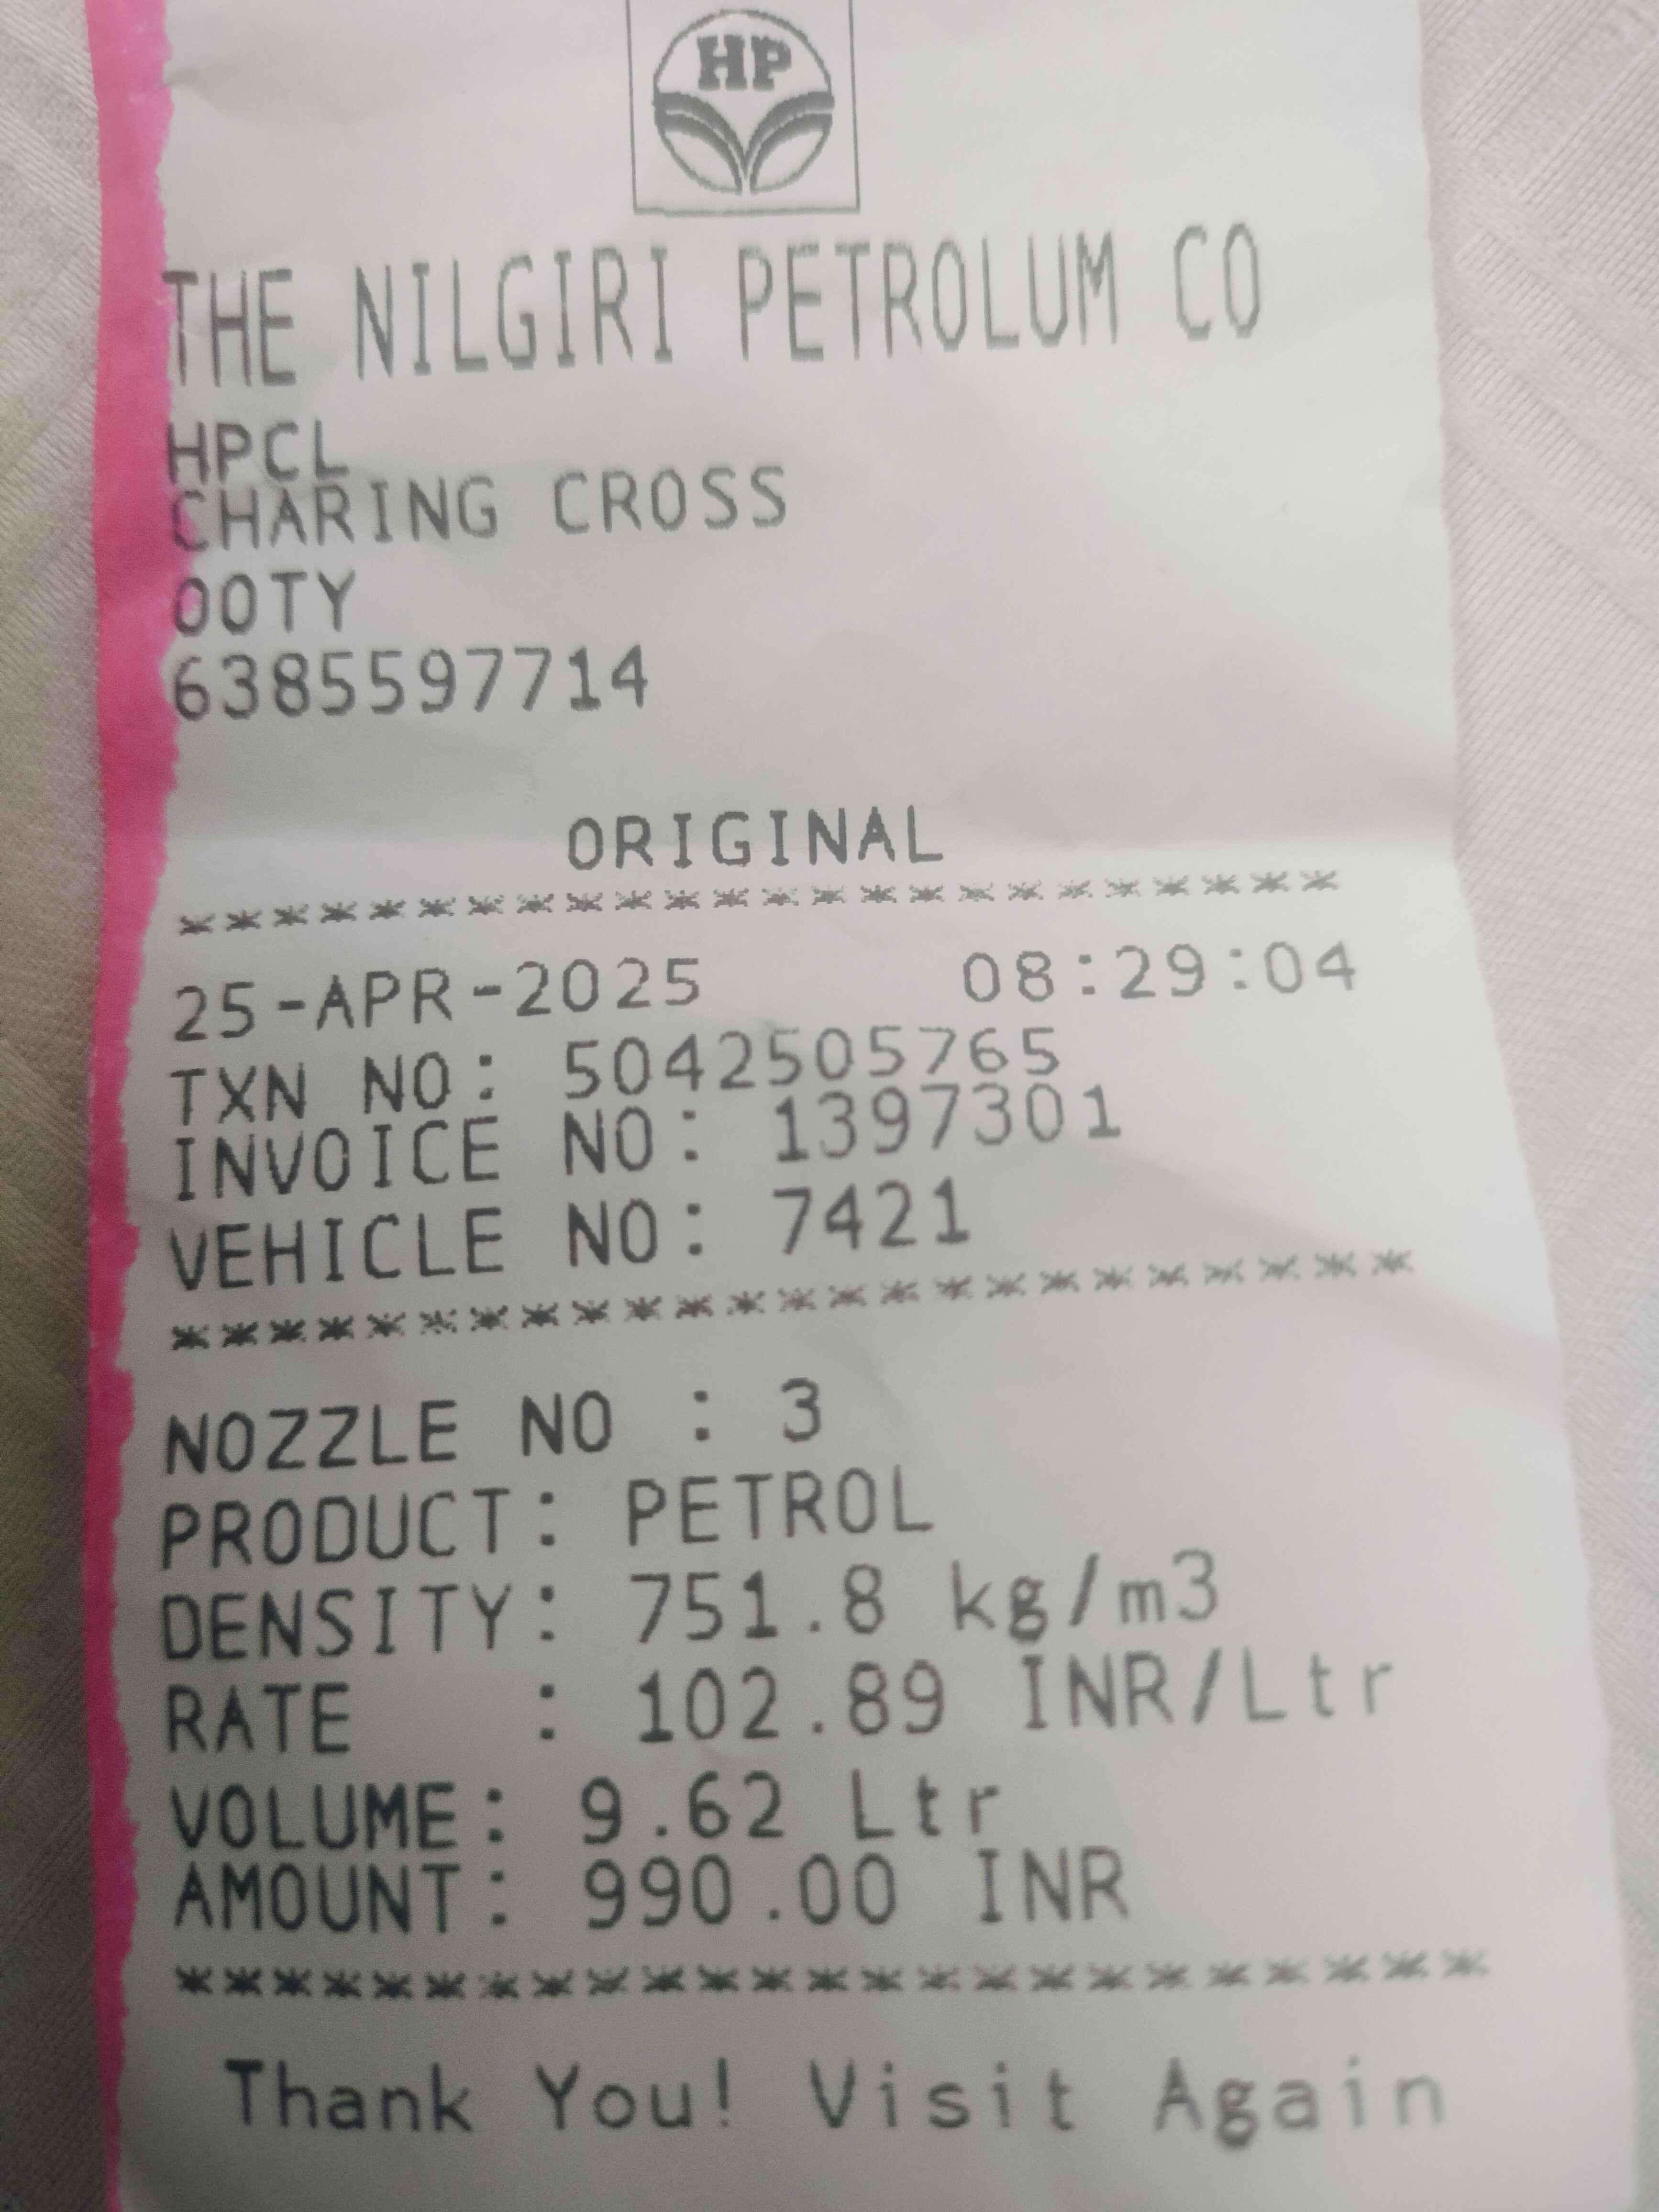 HP
THE NILGIRI PETROLUM CO
HPCL
CHARING CROSS
OOTY
6385597714
ORIGINAL
************************
25-APR-2025 08:29:04
TXN NO: 5042505765
INVOICE NO: 1397301
VEHICLE NO: 7421
************************
NOZZLE NO : 3
PRODUCT: PETROL
DENSITY: 751.8 kg/m3
RATE : 102.89 INR/Ltr
VOLUME: 9.62 Ltr
AMOUNT: 990.00 INR
************************
Thank You! Visit Again